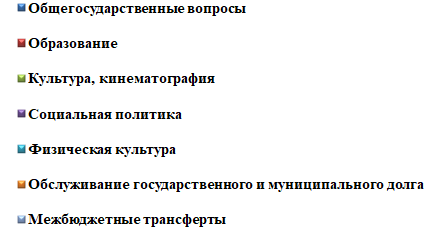 Общегосударственные вопросы
Образование
Культура, кинематография
Социальная политика
Физическая культура
Обслуживание государственного и муниципального долга
Межбюджетные трансферты